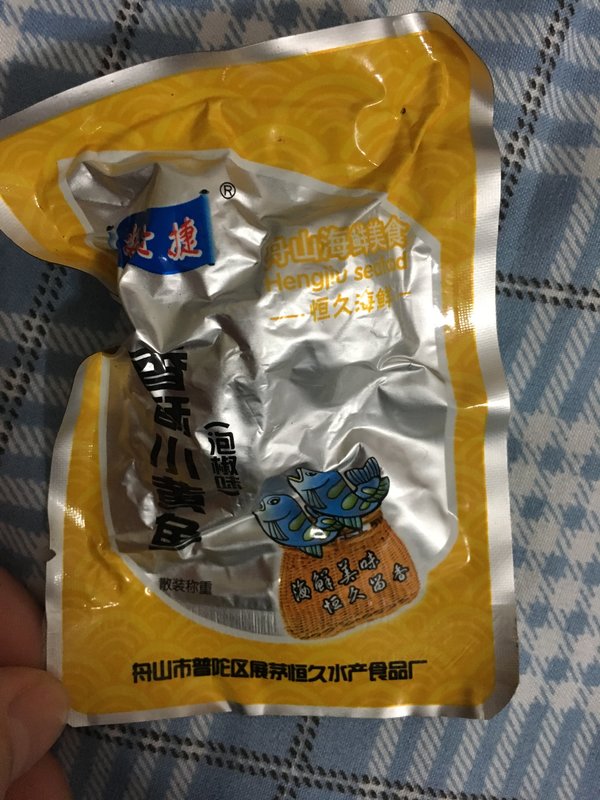 捷
®
舟山海鲜美食
Hengjiu seafood
恒久海鲜
香酥小黄鱼
(泡椒味)
海鲜美味
恒久留香
散装称重
舟山市普陀区展茅恒久水产食品厂